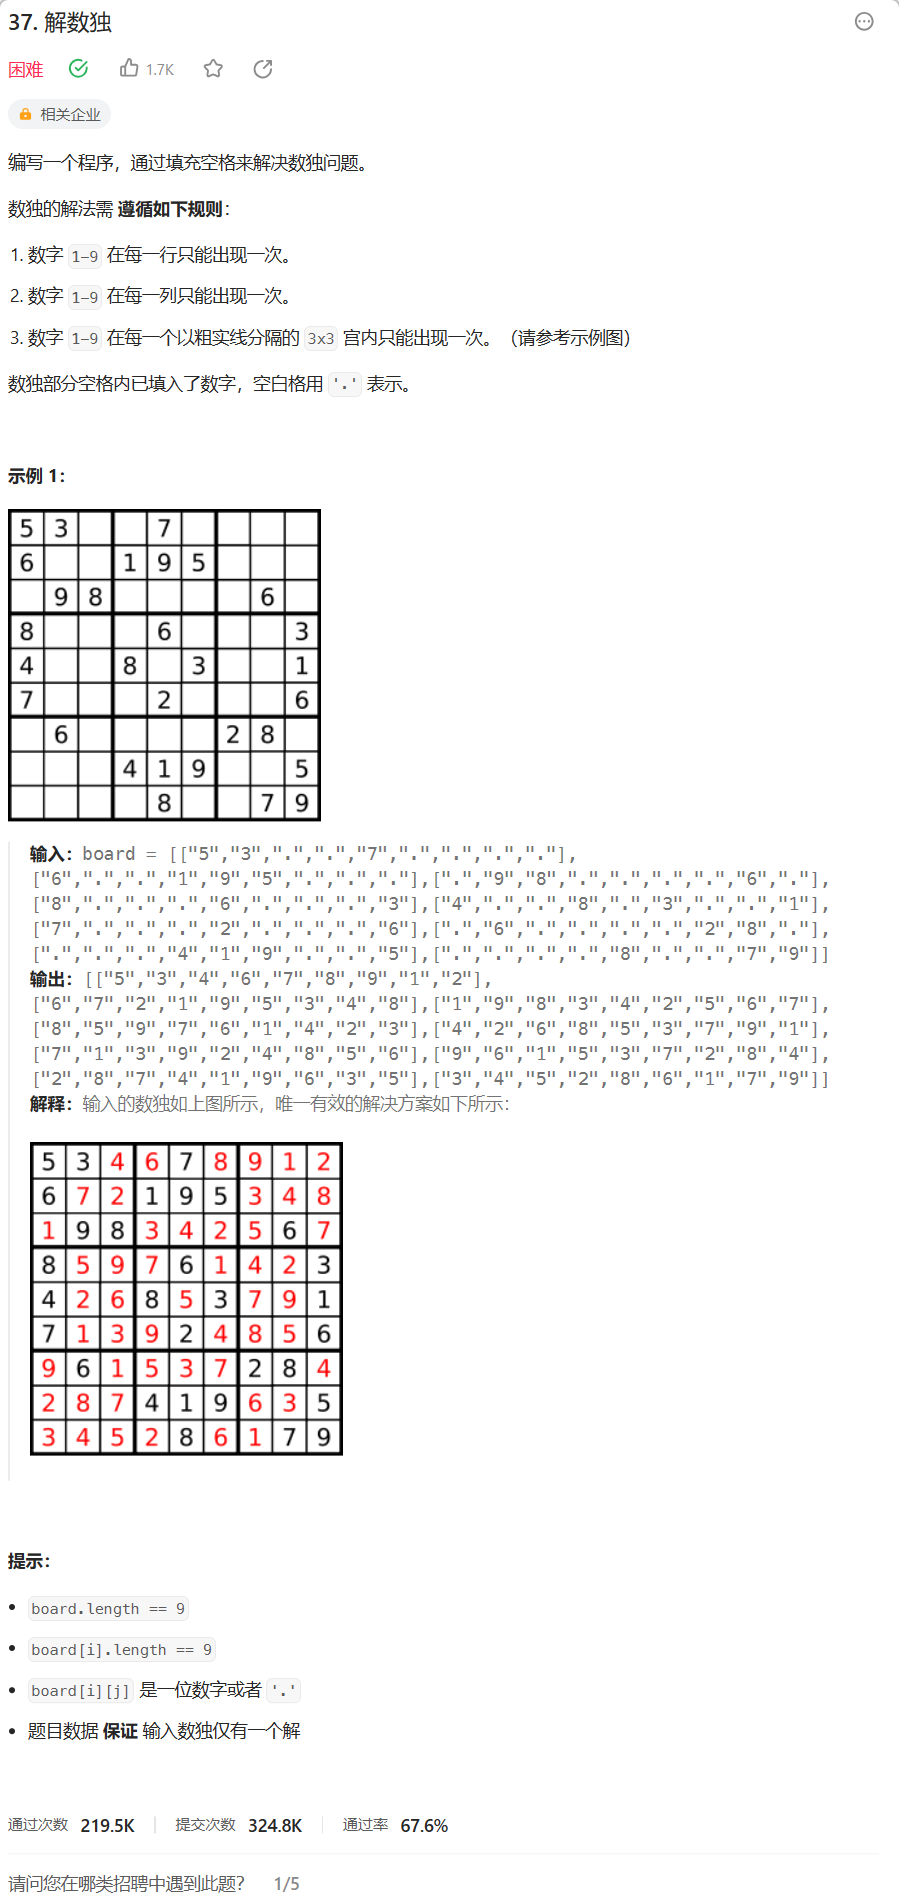 37. 解数独
困难 1.7K
相关企业
编写一个程序，通过填充空格来解决数独问题。
数独的解法需 遵循如下规则：
1. 数字 1-9 在每一行只能出现一次。
2. 数字 1-9 在每一列只能出现一次。
3. 数字 1-9 在每一个以粗实线分隔的 3x3 宫内只能出现一次。（请参考示例图）
数独部分空格内已填入了数字，空白格用 '.' 表示。
示例 1：
5 3 7
6 1 9 5
9 8 6
8 6 3
4 8 3 1
7 2 6
6 2 8
4 1 9 5
8 7 9
输入：board = [["5","3",".",".","7",".",".",".","."],
["6",".",".","1","9","5",".",".","."],[".","9","8",".",".",".",".","6","."],
["8",".",".",".","6",".",".",".","3"],["4",".",".","8",".","3",".",".","1"],
["7",".",".",".","2",".",".",".","6"],[".","6",".",".",".",".","2","8","."],
[".",".",".","4","1","9",".",".","5"],[".",".",".",".","8",".",".","7","9"]]
输出：[["5","3","4","6","7","8","9","1","2"],
["6","7","2","1","9","5","3","4","8"],["1","9","8","3","4","2","5","6","7"],
["8","5","9","7","6","1","4","2","3"],["4","2","6","8","5","3","7","9","1"],
["7","1","3","9","2","4","8","5","6"],["9","6","1","5","3","7","2","8","4"],
["2","8","7","4","1","9","6","3","5"],["3","4","5","2","8","6","1","7","9"]]
解释：输入的数独如上图所示，唯一有效的解决方案如下所示：
5 3 4 6 7 8 9 1 2
6 7 2 1 9 5 3 4 8
1 9 8 3 4 2 5 6 7
8 5 9 7 6 1 4 2 3
4 2 6 8 5 3 7 9 1
7 1 3 9 2 4 8 5 6
9 6 1 5 3 7 2 8 4
2 8 7 4 1 9 6 3 5
3 4 5 2 8 6 1 7 9
提示：
• board.length == 9
• board[i].length == 9
• board[i][j] 是一位数字或者 '.'
• 题目数据 保证 输入数独仅有一个解
通过次数 219.5K 提交次数 324.8K 通过率 67.6%
请问您在哪类招聘中遇到此题？ 1/5